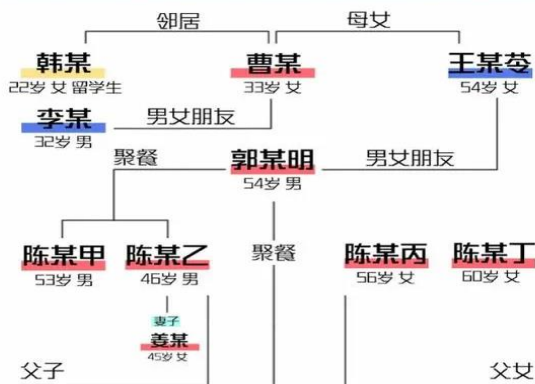 邻居
母女
韩某
曹某
王某苓
22岁 女 留学生
33岁 女
54岁 女
李某
男女朋友
32岁 男
聚餐
郭某明
男女朋友
54岁 男
陈某甲
陈某乙
聚餐
陈某丙
陈某丁
53岁 男
46岁 男
56岁 女
60岁 女
妻子
姜某
45岁 女
父子
父女